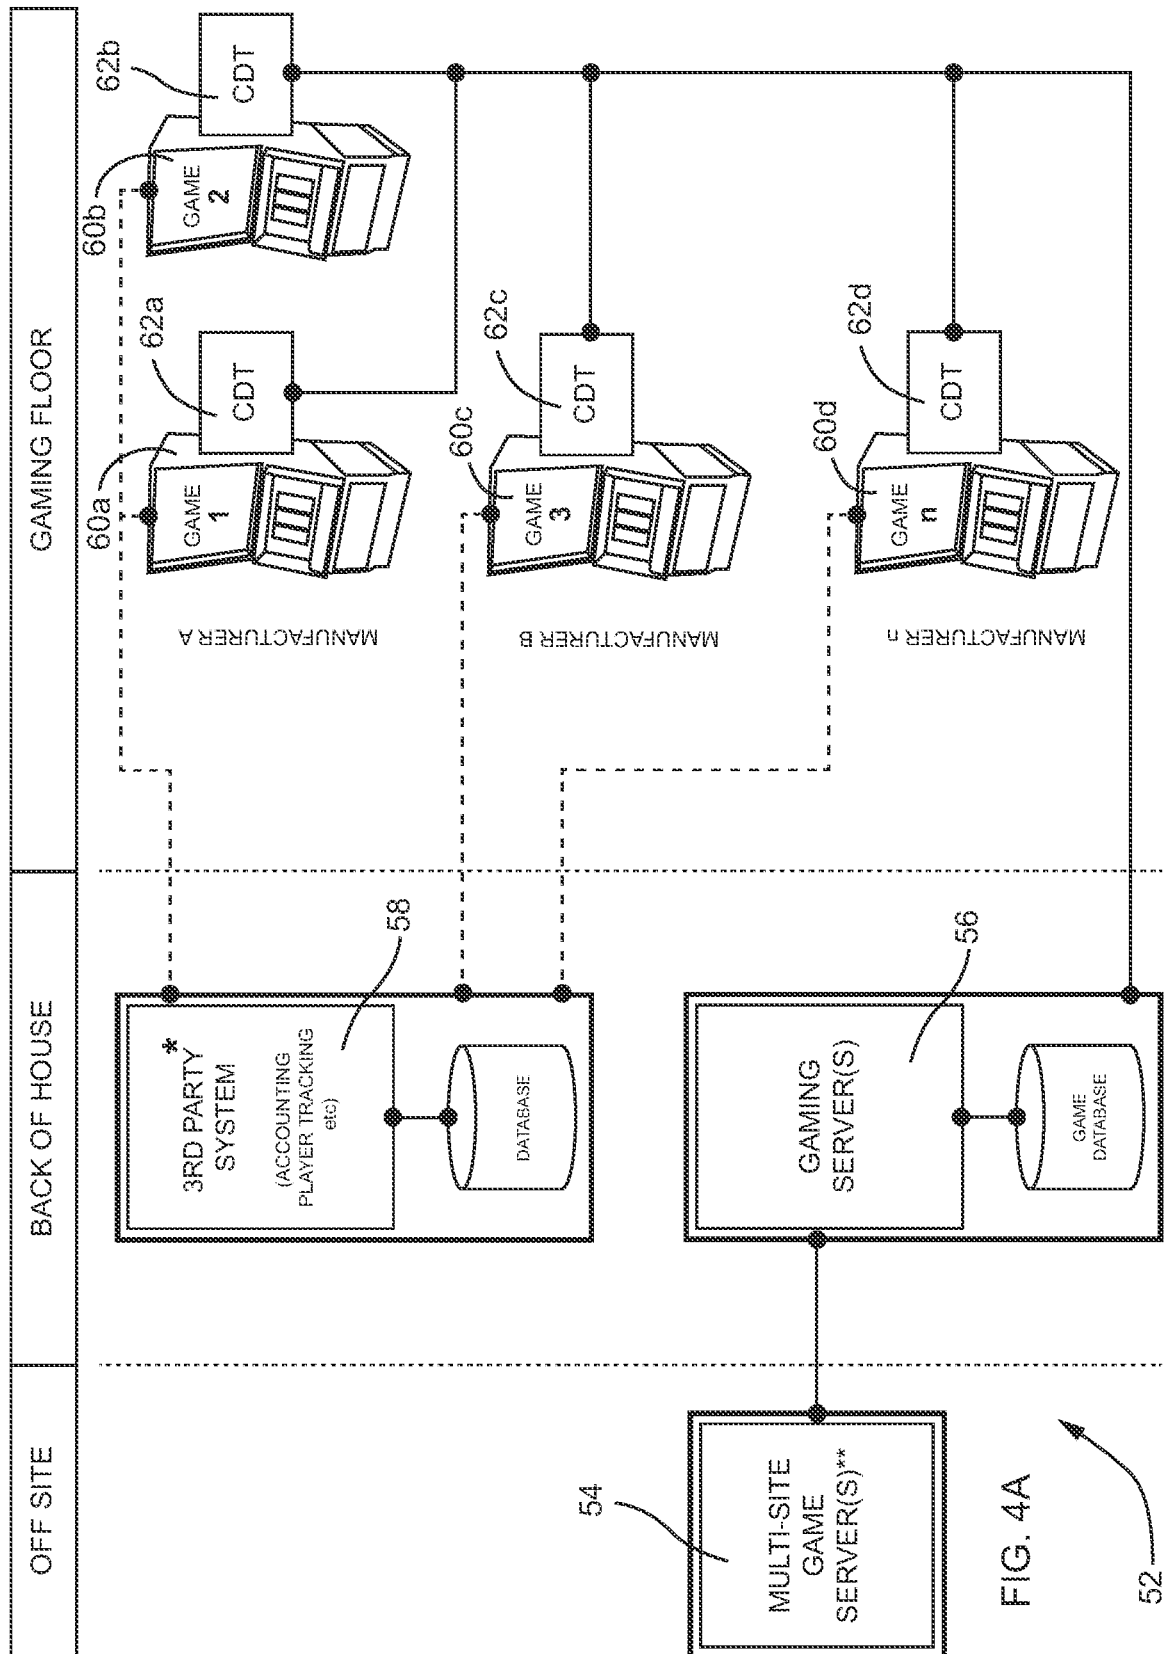 OFF SITE
BACK OF HOUSE
GAMING FLOOR
54
MULTI-SITE
GAME
SERVER(S)**
FIG. 4A
52
3RD PARTY*
SYSTEM
(ACCOUNTING
PLAYER TRACKING
etc)
58
DATABASE
GAMING
SERVER(S)
56
GAME
DATABASE
MANUFACTURER A
60a
GAME
1
62a
CDT
60b
GAME
2
62b
CDT
MANUFACTURER B
60c
GAME
3
62c
CDT
MANUFACTURER n
60d
GAME
n
62d
CDT